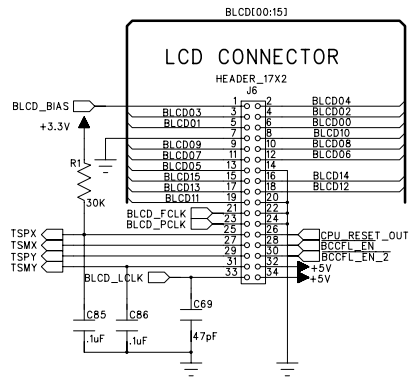 BLCD[00:15]
LCD CONNECTOR
HEADER_17X2
J6
BLCD_BIAS 1 2 BLCD04
+3.3V BLCD03 3 4 BLCD02
BLCD01 5 6 BLCD00
7 8 BLCD10
BLCD09 9 10 BLCD08
BLCD07 11 12 BLCD06
R1 BLCD05 13 14
BLCD15 15 16 BLCD14
BLCD13 17 18 BLCD12
30K BLCD11 19 20
BLCD_FCLK 21 22
BLCD_PCLK 23 24
TSPX 25 26 CPU_RESET_OUT
TSMX 27 28 BCCFL_EN
TSPY 29 30 BCCFL_EN_2
TSMY 31 32 +5V
BLCD_LCLK 33 34 +5V
C85 C86 C69
.1uF .1uF 47pF